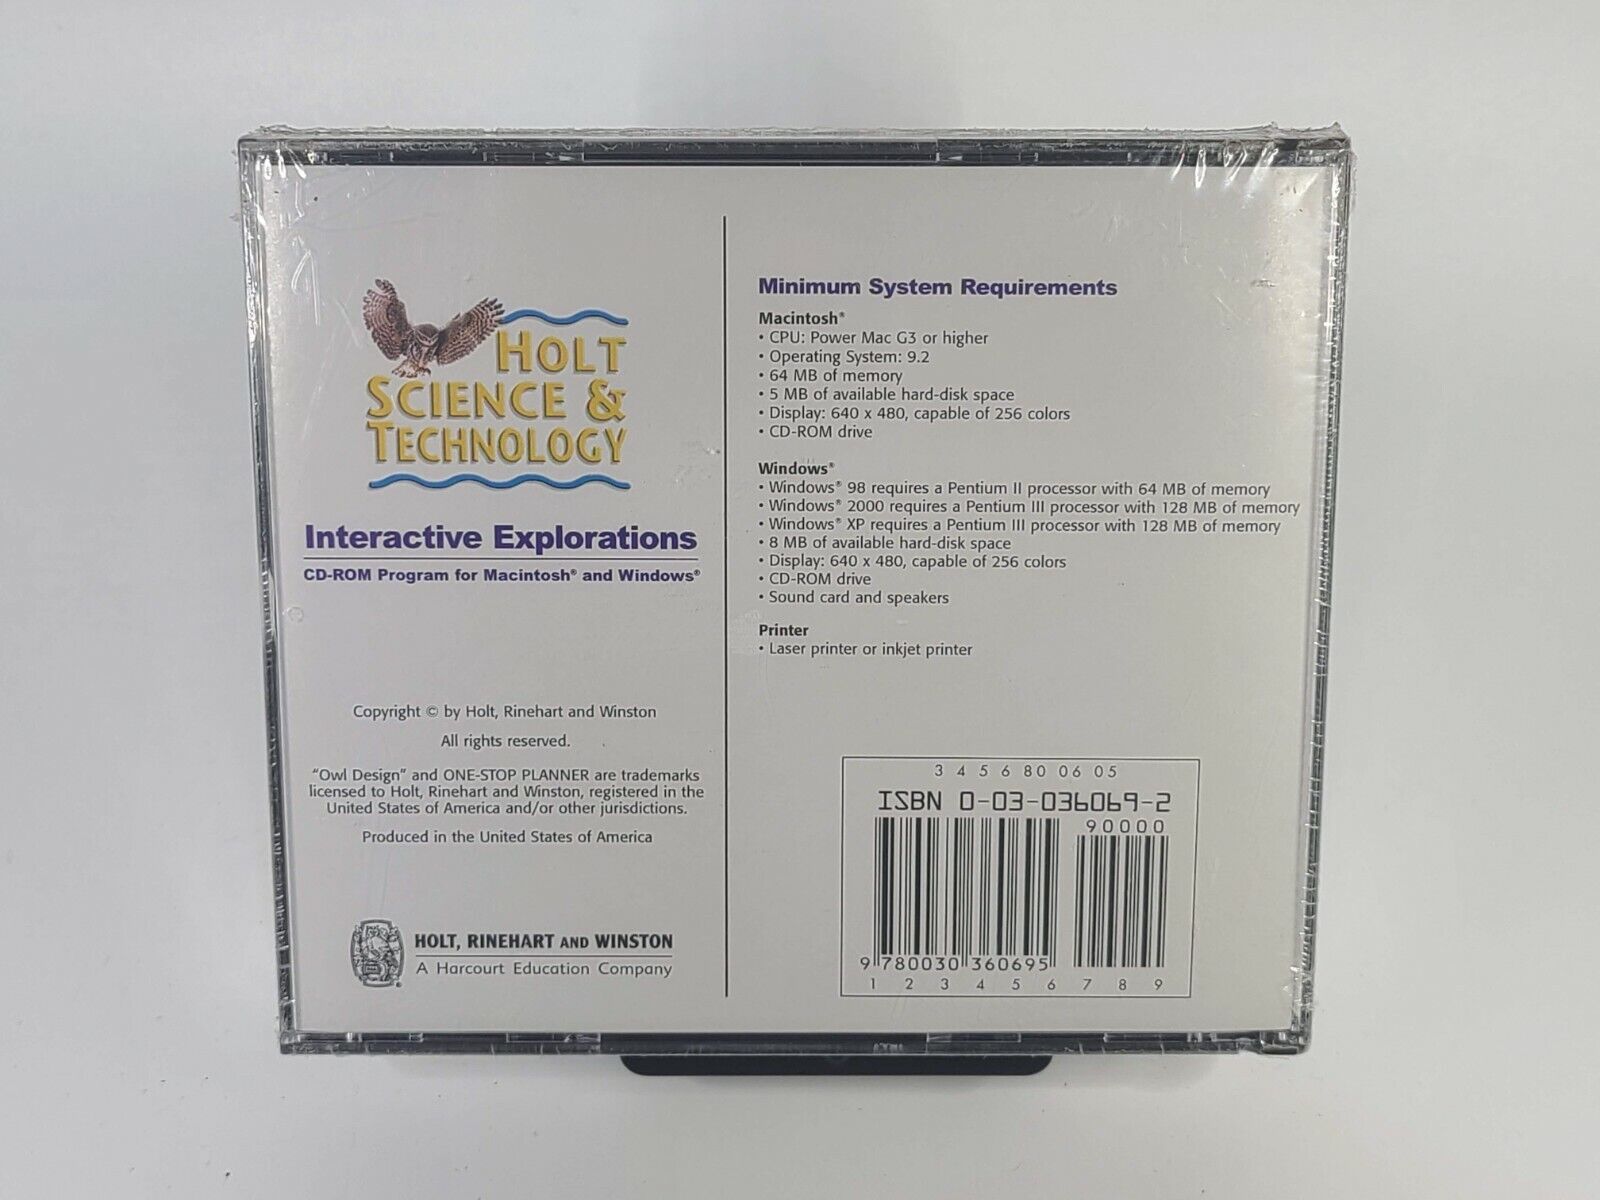 HOLT
SCIENCE &
TECHNOLOGY
Interactive Explorations
CD-ROM Program for Macintosh® and Windows®
Copyright © by Holt, Rinehart and Winston
All rights reserved.
"Owl Design" and ONE-STOP PLANNER are trademarks
licensed to Holt, Rinehart and Winston, registered in the
United States of America and/or other jurisdictions.
Produced in the United States of America
HOLT, RINEHART AND WINSTON
A Harcourt Education Company
Minimum System Requirements
Macintosh®
• CPU: Power Mac G3 or higher
• Operating System: 9.2
• 64 MB of memory
• 5 MB of available hard-disk space
• Display: 640 x 480, capable of 256 colors
• CD-ROM drive
Windows®
• Windows® 98 requires a Pentium II processor with 64 MB of memory
• Windows® 2000 requires a Pentium III processor with 128 MB of memory
• Windows® XP requires a Pentium III processor with 128 MB of memory
• 8 MB of available hard-disk space
• Display: 640 x 480, capable of 256 colors
• CD-ROM drive
• Sound card and speakers
Printer
• Laser printer or inkjet printer
3 4 5 6 80 0 6 05
ISBN 0-03-036069-2
90000
9 780030 360695
1 2 3 4 5 6 7 8 9